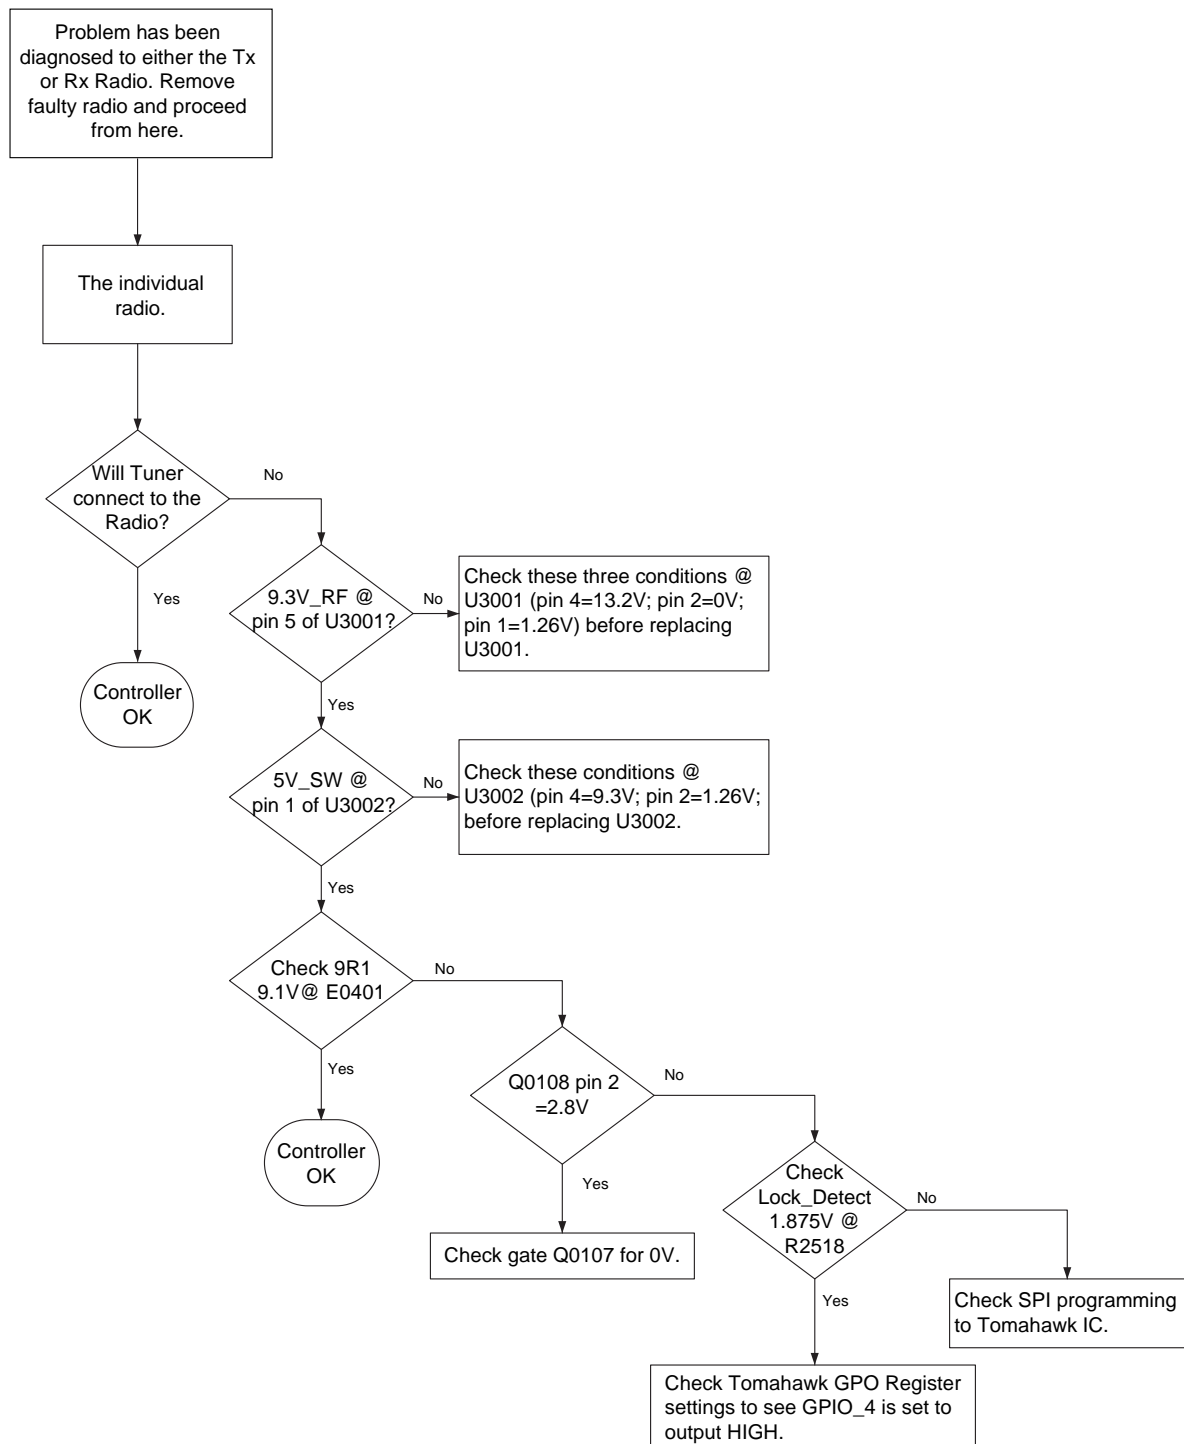 Problem has been
diagnosed to either the Tx
or Rx Radio. Remove
faulty radio and proceed
from here.
The individual
radio.
Will Tuner
connect to the
Radio?
No
Yes
Controller
OK
9.3V_RF @
pin 5 of U3001?
No
Check these three conditions @
U3001 (pin 4=13.2V; pin 2=0V;
pin 1=1.26V) before replacing
U3001.
Yes
5V_SW @
pin 1 of U3002?
No
Check these conditions @
U3002 (pin 4=9.3V; pin 2=1.26V;
before replacing U3002.
Yes
Check 9R1
9.1V@ E0401
No
Yes
Controller
OK
Q0108 pin 2
=2.8V
No
Yes
Check gate Q0107 for 0V.
Check
Lock_Detect
1.875V @
R2518
No
Yes
Check SPI programming
to Tomahawk IC.
Check Tomahawk GPO Register
settings to see GPIO_4 is set to
output HIGH.